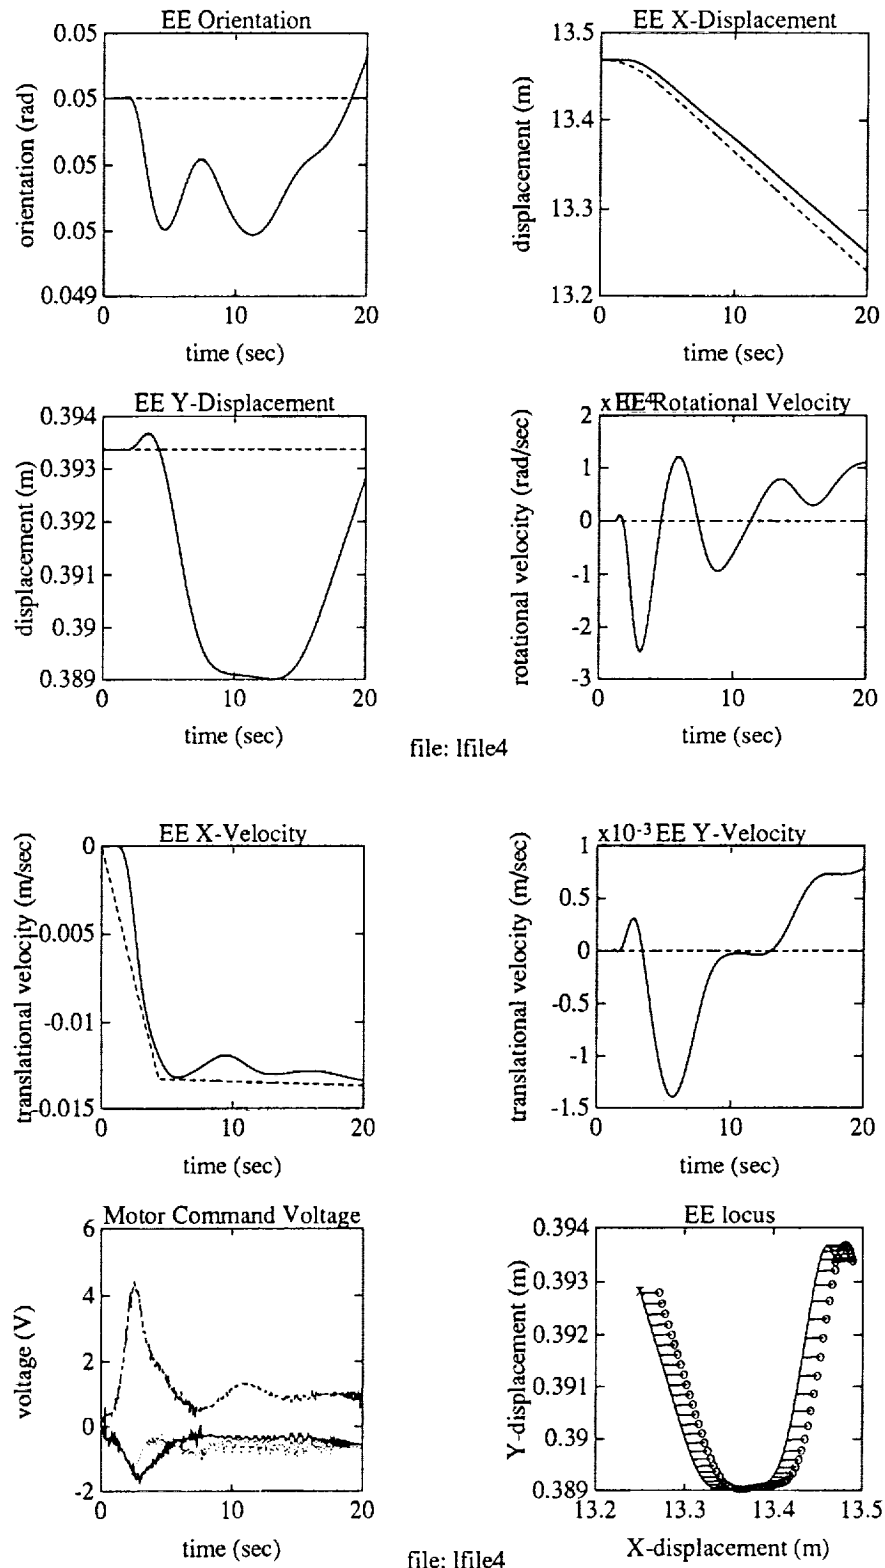 EE Orientation
0.05
0.05
0.05
0.05
0.049
orientation (rad)
0 10 20
time (sec)
EE X-Displacement
13.5
13.4
13.3
13.2
displacement (m)
0 10 20
time (sec)
EE Y-Displacement
0.394
0.393
0.392
0.391
0.39
0.389
displacement (m)
0 10 20
time (sec)
EE Rotational Velocity
2
1
0
-1
-2
-3
rotational velocity (rad/sec)
0 10 20
time (sec)
file: lfile4
EE X-Velocity
0
-0.005
-0.01
-0.015
translational velocity (m/sec)
0 10 20
time (sec)
x10-3 EE Y-Velocity
1
0.5
0
-0.5
-1
-1.5
translational velocity (m/sec)
0 10 20
time (sec)
Motor Command Voltage
6
4
2
0
-2
voltage (V)
0 10 20
time (sec)
EE locus
0.394
0.393
0.392
0.391
0.39
0.389
Y-displacement (m)
13.2 13.3 13.4 13.5
X-displacement (m)
file: lfile4